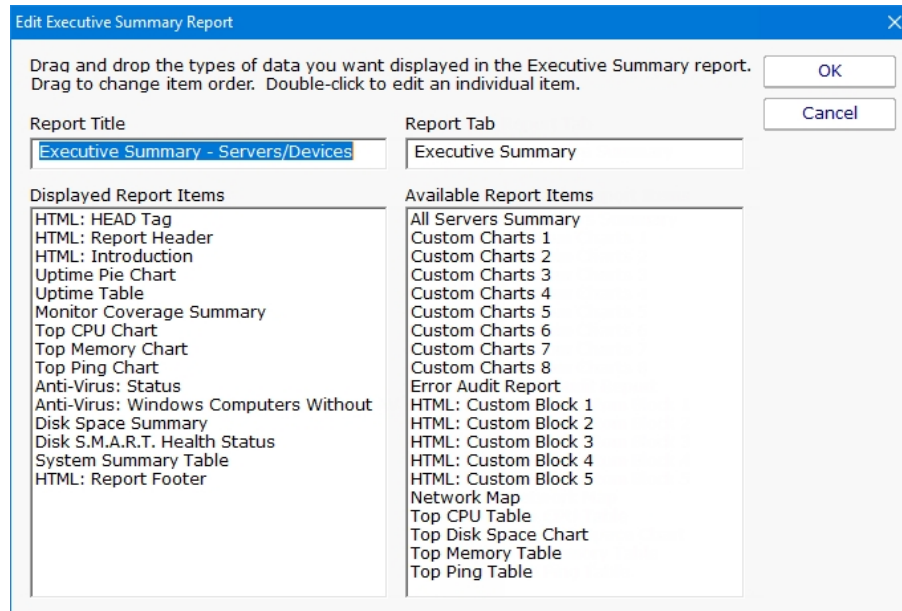 Edit Executive Summary Report
Drag and drop the types of data you want displayed in the Executive Summary report.
Drag to change item order.  Double-click to edit an individual item.
OK
Cancel
Report Title
Executive Summary - Servers/Devices
Report Tab
Executive Summary
Displayed Report Items
HTML: HEAD Tag
HTML: Report Header
HTML: Introduction
Uptime Pie Chart
Uptime Table
Monitor Coverage Summary
Top CPU Chart
Top Memory Chart
Top Ping Chart
Anti-Virus: Status
Anti-Virus: Windows Computers Without
Disk Space Summary
Disk S.M.A.R.T. Health Status
System Summary Table
HTML: Report Footer
Available Report Items
All Servers Summary
Custom Charts 1
Custom Charts 2
Custom Charts 3
Custom Charts 4
Custom Charts 5
Custom Charts 6
Custom Charts 7
Custom Charts 8
Error Audit Report
HTML: Custom Block 1
HTML: Custom Block 2
HTML: Custom Block 3
HTML: Custom Block 4
HTML: Custom Block 5
Network Map
Top CPU Table
Top Disk Space Chart
Top Memory Table
Top Ping Table